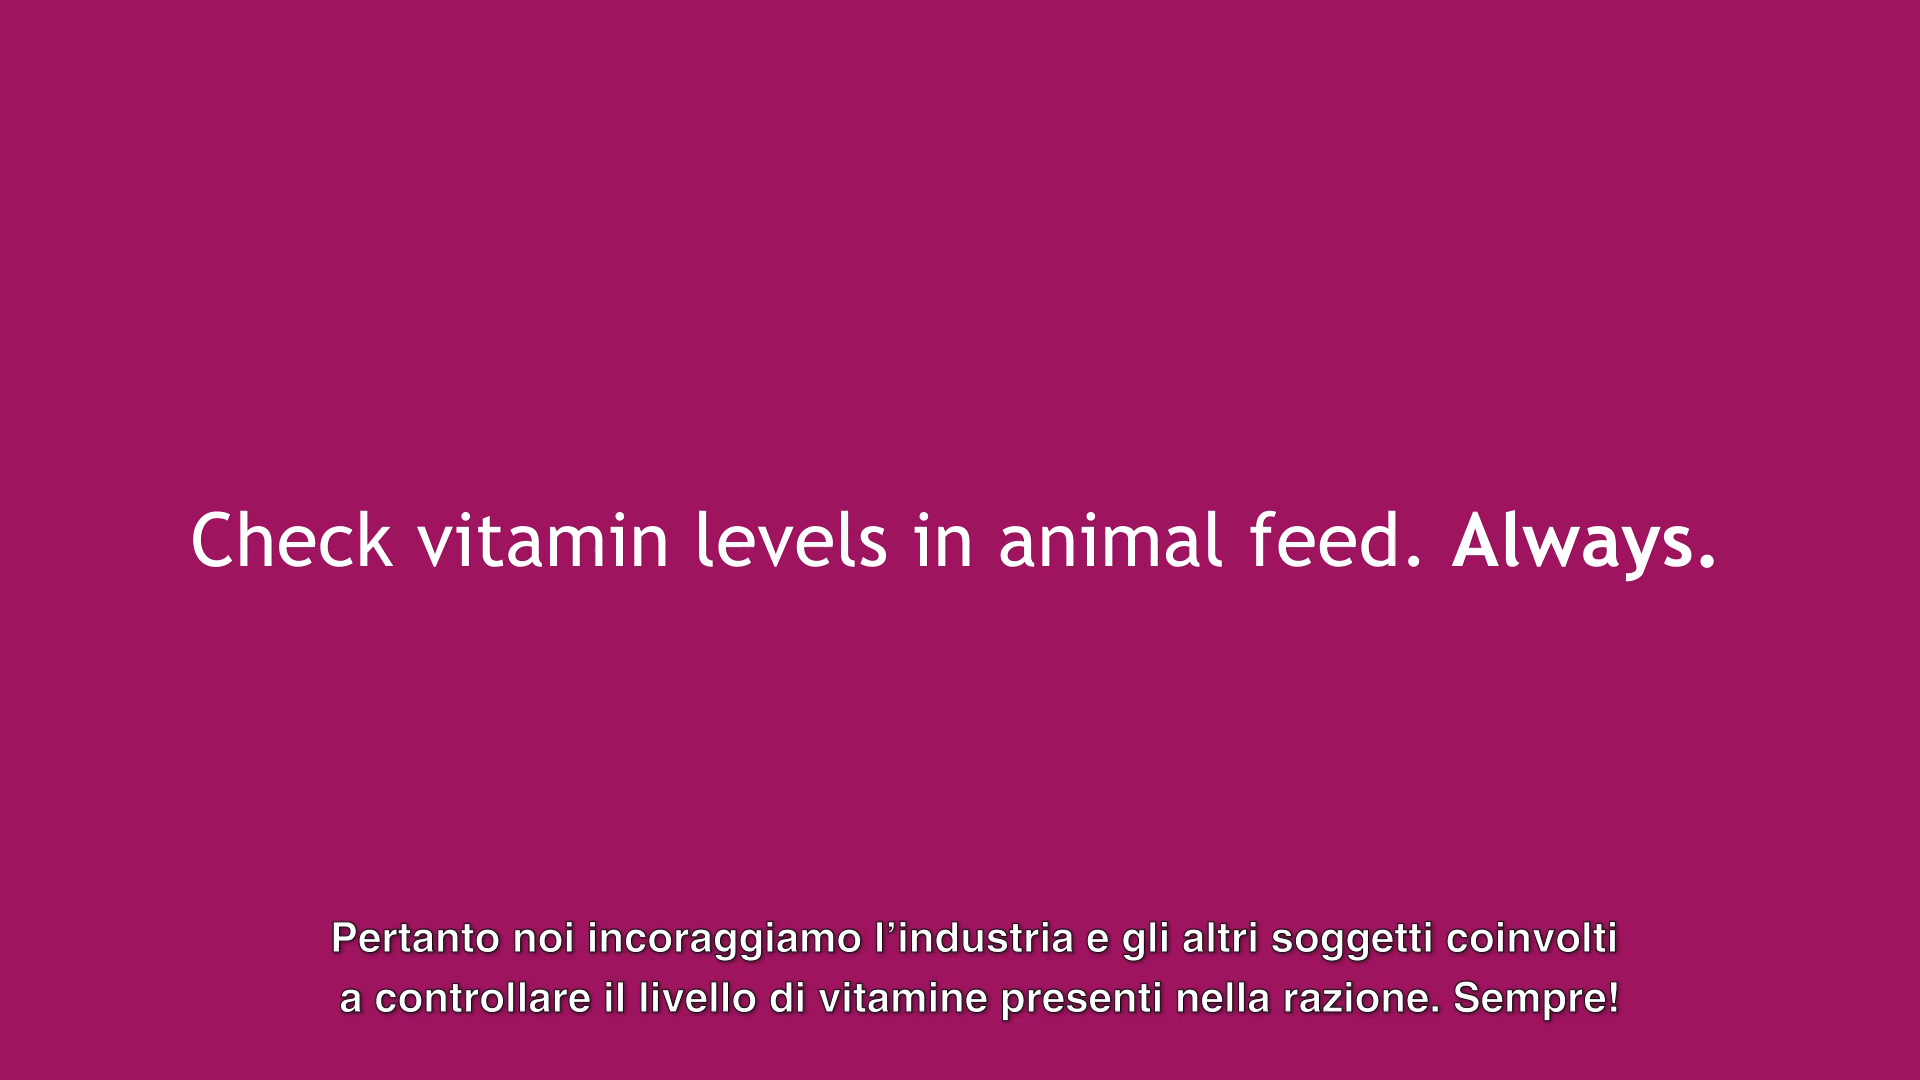 Check vitamin levels in animal feed. Always.
Pertanto noi incoraggiamo l’industria e gli altri soggetti coinvolti
a controllare il livello di vitamine presenti nella razione. Sempre!